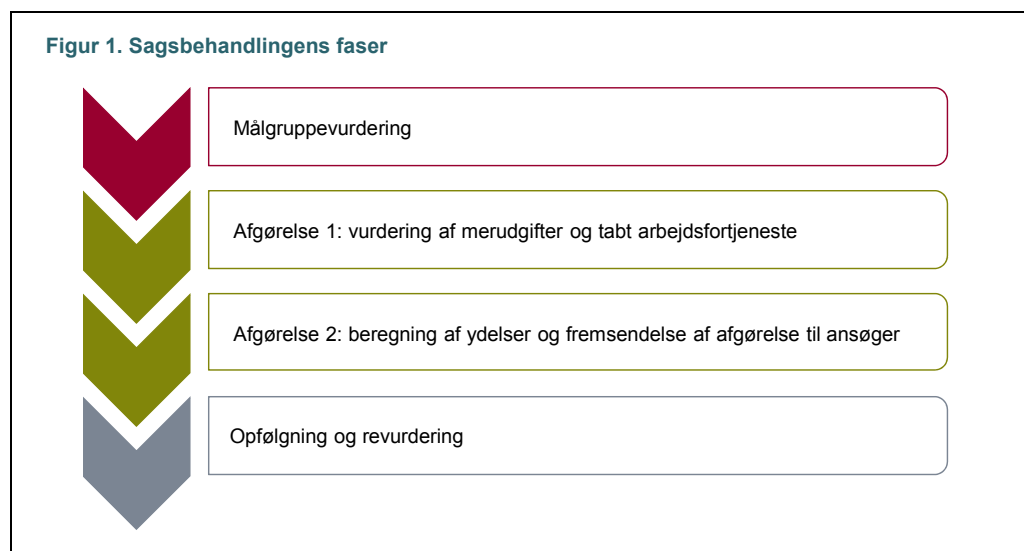 Figur 1. Sagsbehandlingens faser
Målgruppevurdering
Afgørelse 1: vurdering af merudgifter og tabt arbejdsfortjeneste
Afgørelse 2: beregning af ydelser og fremsendelse af afgørelse til ansøger
Opfølgning og revurdering